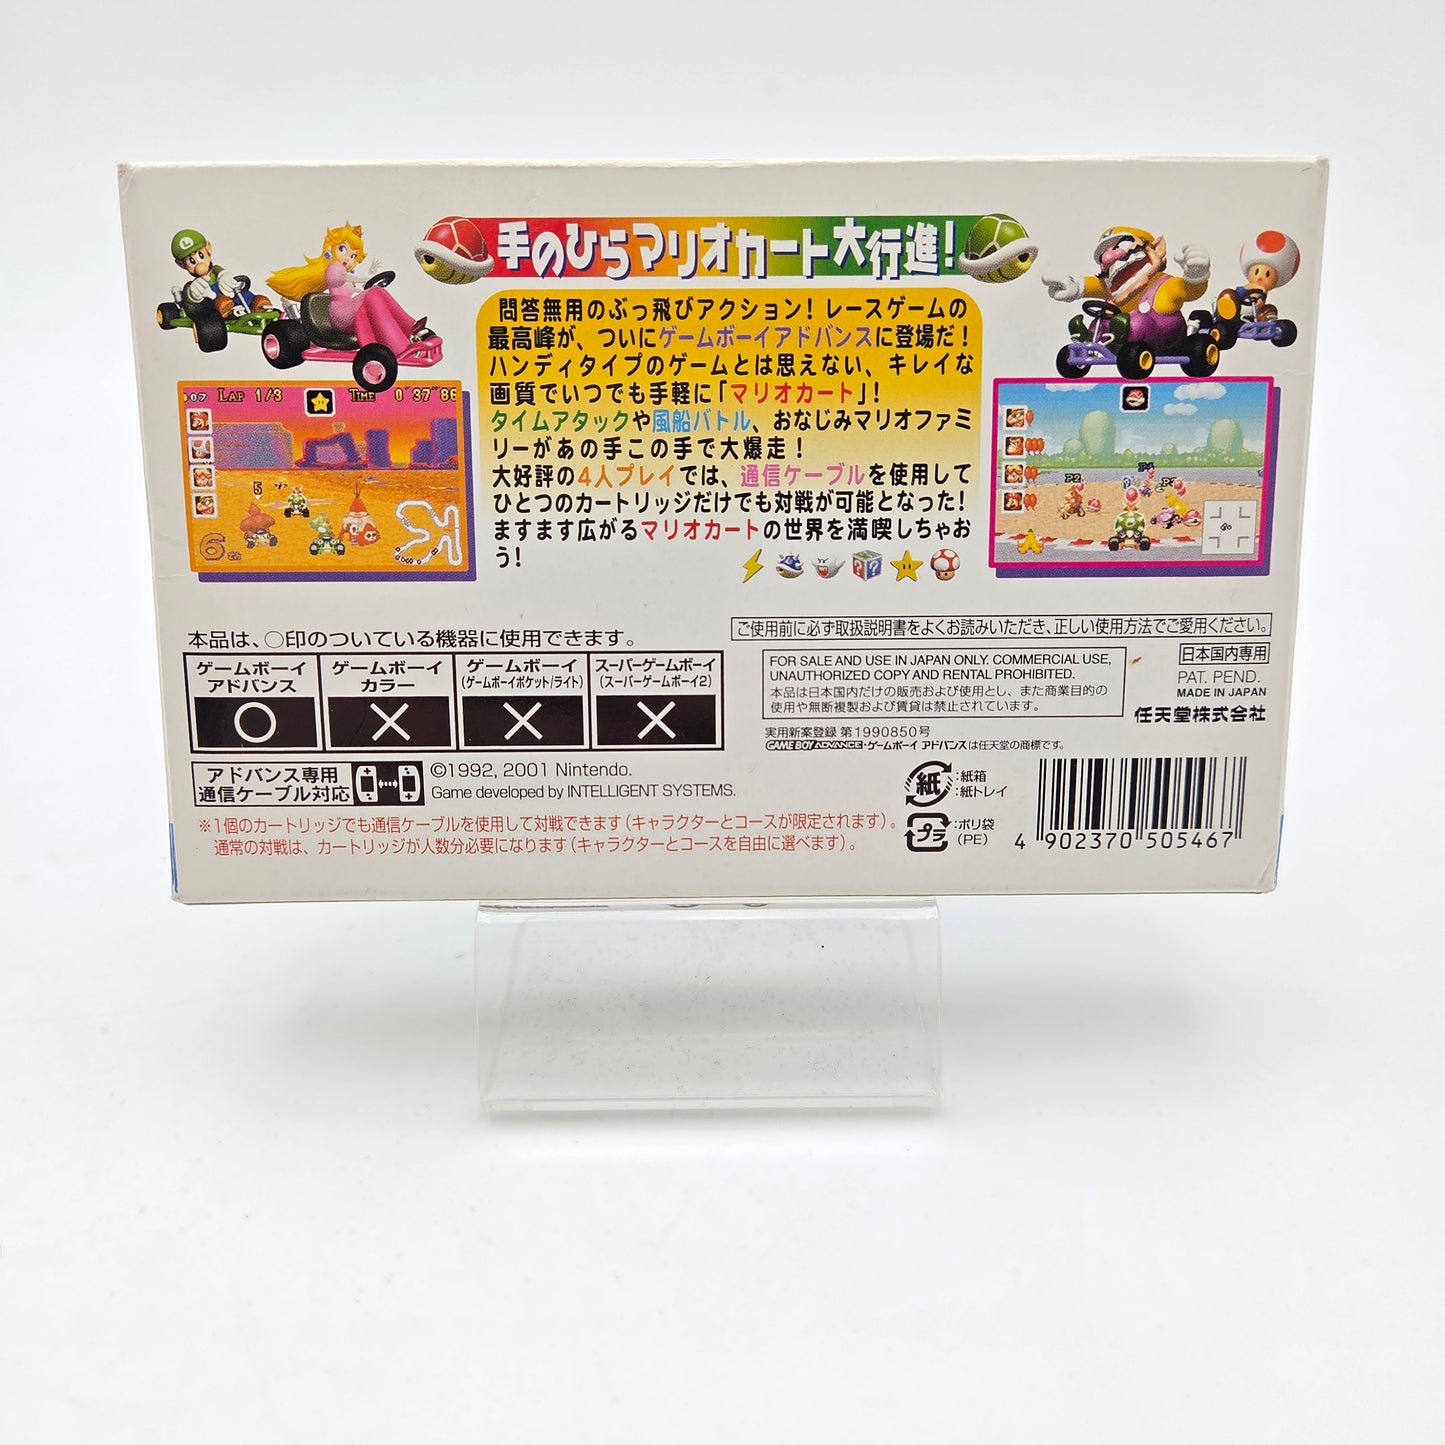 手のひらマリオカート大行進!
問答無用のぶっ飛びアクション!レースゲームの
最高峰が、ついにゲームボーイアドバンスに登場だ!
ハンディタイプのゲームとは思えない、キレイな
画質でいつでも手軽に「マリオカート」!
タイムアタックや風船バトル、おなじみマリオファミ
リーがあの手この手で大爆走!
大好評の4人プレイでは、通信ケーブルを使用して
ひとつのカートリッジだけでも対戦が可能となった!
ますます広がるマリオカートの世界を満喫しちゃお
う!
07 LAP 1/3 TIME 0'37"86
5
6
P2 P4 P3
本品は、○印のついている機器に使用できます。
ゲームボーイ
アドバンス
○
ゲームボーイ
カラー
×
ゲームボーイ
(ゲームボーイポケット/ライト)
×
スーパーゲームボーイ
(スーパーゲームボーイ2)
×
アドバンス専用
通信ケーブル対応
©1992, 2001 Nintendo.
Game developed by INTELLIGENT SYSTEMS.
※1個のカートリッジでも通信ケーブルを使用して対戦できます(キャラクターとコースが限定されます)。
通常の対戦は、カートリッジが人数分必要になります(キャラクターとコースを自由に選べます)。
ご使用前に必ず取扱説明書をよくお読みいただき、正しい使用方法でご愛用ください。
FOR SALE AND USE IN JAPAN ONLY. COMMERCIAL USE,
UNAUTHORIZED COPY AND RENTAL PROHIBITED.
本品は日本国内だけの販売および使用とし、また商業目的の
使用や無断複製および賃貸は禁止されています。
日本国内専用
PAT. PEND.
MADE IN JAPAN
任天堂株式会社
実用新案登録 第1990850号
GAME BOY ADVANCE・ゲームボーイ アドバンスは任天堂の商標です。
紙 :紙箱
:紙トレイ
プラ :ポリ袋
(PE)
4 902370 505467